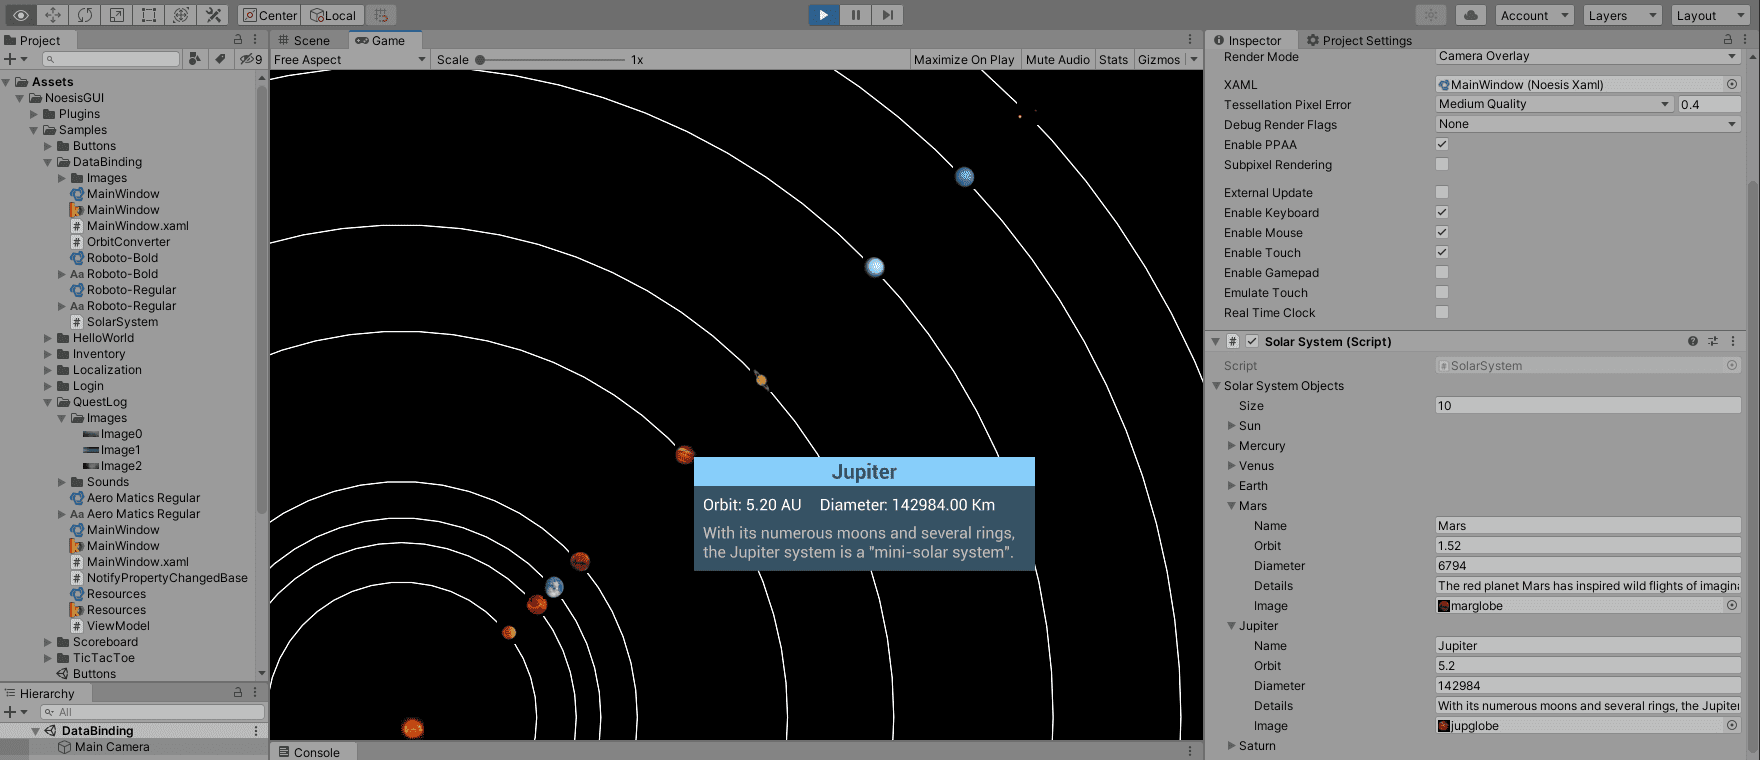 Center
Local
Account
Layers
Layout
Project
9
Assets
NoesisGUI
Plugins
Samples
Buttons
DataBinding
Images
MainWindow
MainWindow
MainWindow.xaml
OrbitConverter
Roboto-Bold
Aa Roboto-Bold
Roboto-Regular
Aa Roboto-Regular
# SolarSystem
HelloWorld
Inventory
Localization
Login
QuestLog
Images
Image0
Image1
Image2
Sounds
Aero Matics Regular
Aa Aero Matics Regular
MainWindow
MainWindow
# MainWindow.xaml
# NotifyPropertyChangedBase
Resources
Resources
# ViewModel
Scoreboard
TicTacToe
Buttons
Hierarchy
All
DataBinding
Main Camera
Scene
Game
Free Aspect
Scale
1x
Maximize On Play
Mute Audio
Stats
Gizmos
Jupiter
Orbit: 5.20 AU Diameter: 142984.00 Km
With its numerous moons and several rings,
the Jupiter system is a "mini-solar system".
Console
Inspector
Project Settings
Render Mode Camera Overlay
XAML MainWindow (Noesis Xaml)
Tessellation Pixel Error Medium Quality 0.4
Debug Render Flags None
Enable PPAA
Subpixel Rendering
External Update
Enable Keyboard
Enable Mouse
Enable Touch
Enable Gamepad
Emulate Touch
Real Time Clock
# Solar System (Script)
Script # SolarSystem
Solar System Objects
Size 10
Sun
Mercury
Venus
Earth
Mars
Name Mars
Orbit 1.52
Diameter 6794
Details The red planet Mars has inspired wild flights of imagina
Image marglobe
Jupiter
Name Jupiter
Orbit 5.2
Diameter 142984
Details With its numerous moons and several rings, the Jupiter
Image jupglobe
Saturn